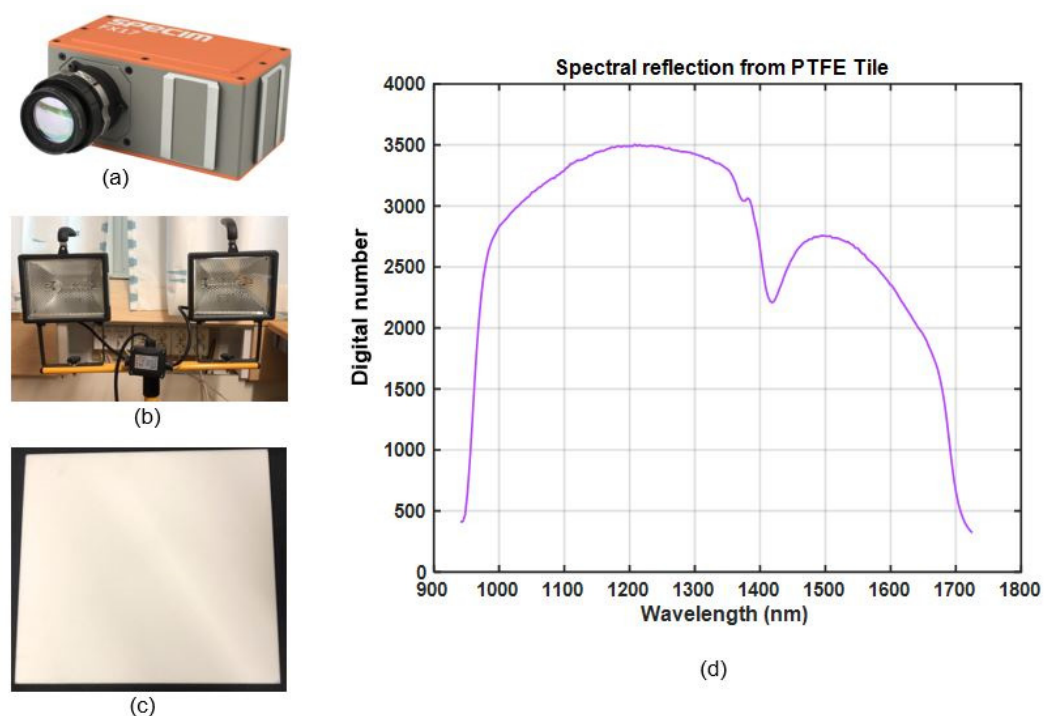 SPECIM
FX17
(a)
(b)
(c)
Spectral reflection from PTFE Tile
Digital number
4000
3500
3000
2500
2000
1500
1000
500
0
900 1000 1100 1200 1300 1400 1500 1600 1700 1800
Wavelength (nm)
(d)